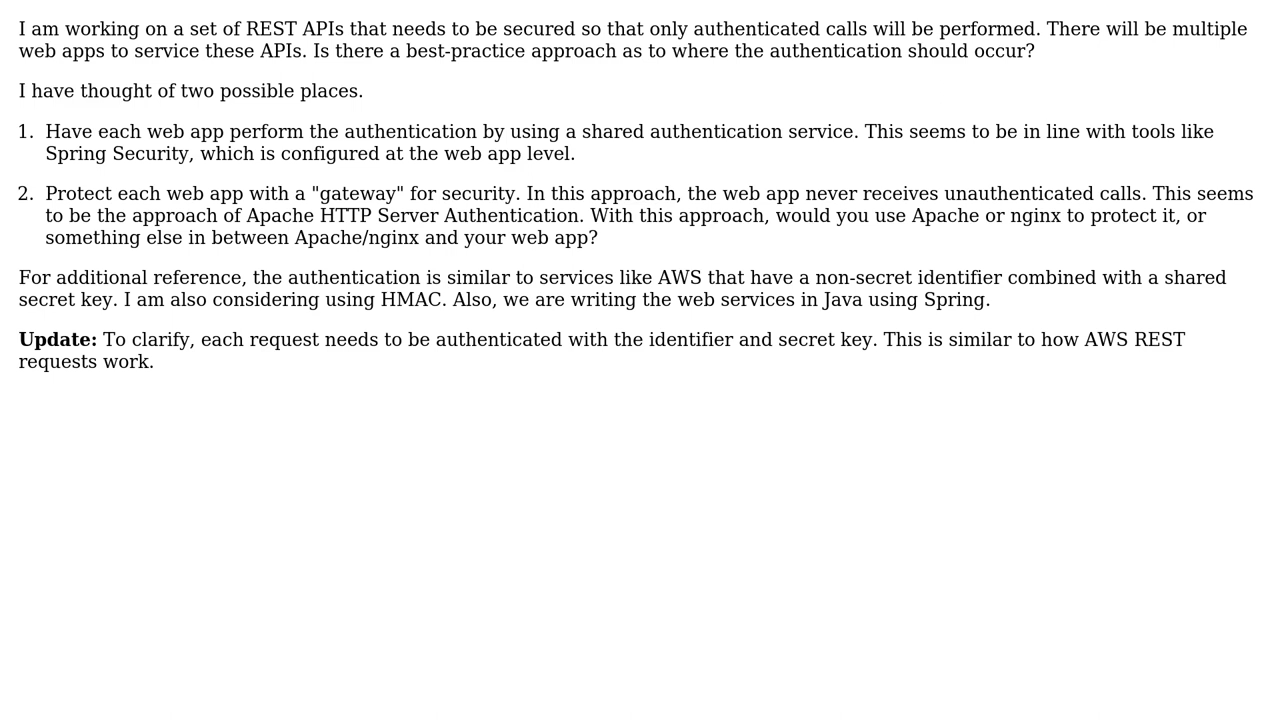 I am working on a set of REST APIs that needs to be secured so that only authenticated calls will be performed. There will be multiple
web apps to service these APIs. Is there a best-practice approach as to where the authentication should occur?
I have thought of two possible places.
1. Have each web app perform the authentication by using a shared authentication service. This seems to be in line with tools like
Spring Security, which is configured at the web app level.
2. Protect each web app with a "gateway" for security. In this approach, the web app never receives unauthenticated calls. This seems
to be the approach of Apache HTTP Server Authentication. With this approach, would you use Apache or nginx to protect it, or
something else in between Apache/nginx and your web app?
For additional reference, the authentication is similar to services like AWS that have a non-secret identifier combined with a shared
secret key. I am also considering using HMAC. Also, we are writing the web services in Java using Spring.
Update: To clarify, each request needs to be authenticated with the identifier and secret key. This is similar to how AWS REST
requests work.